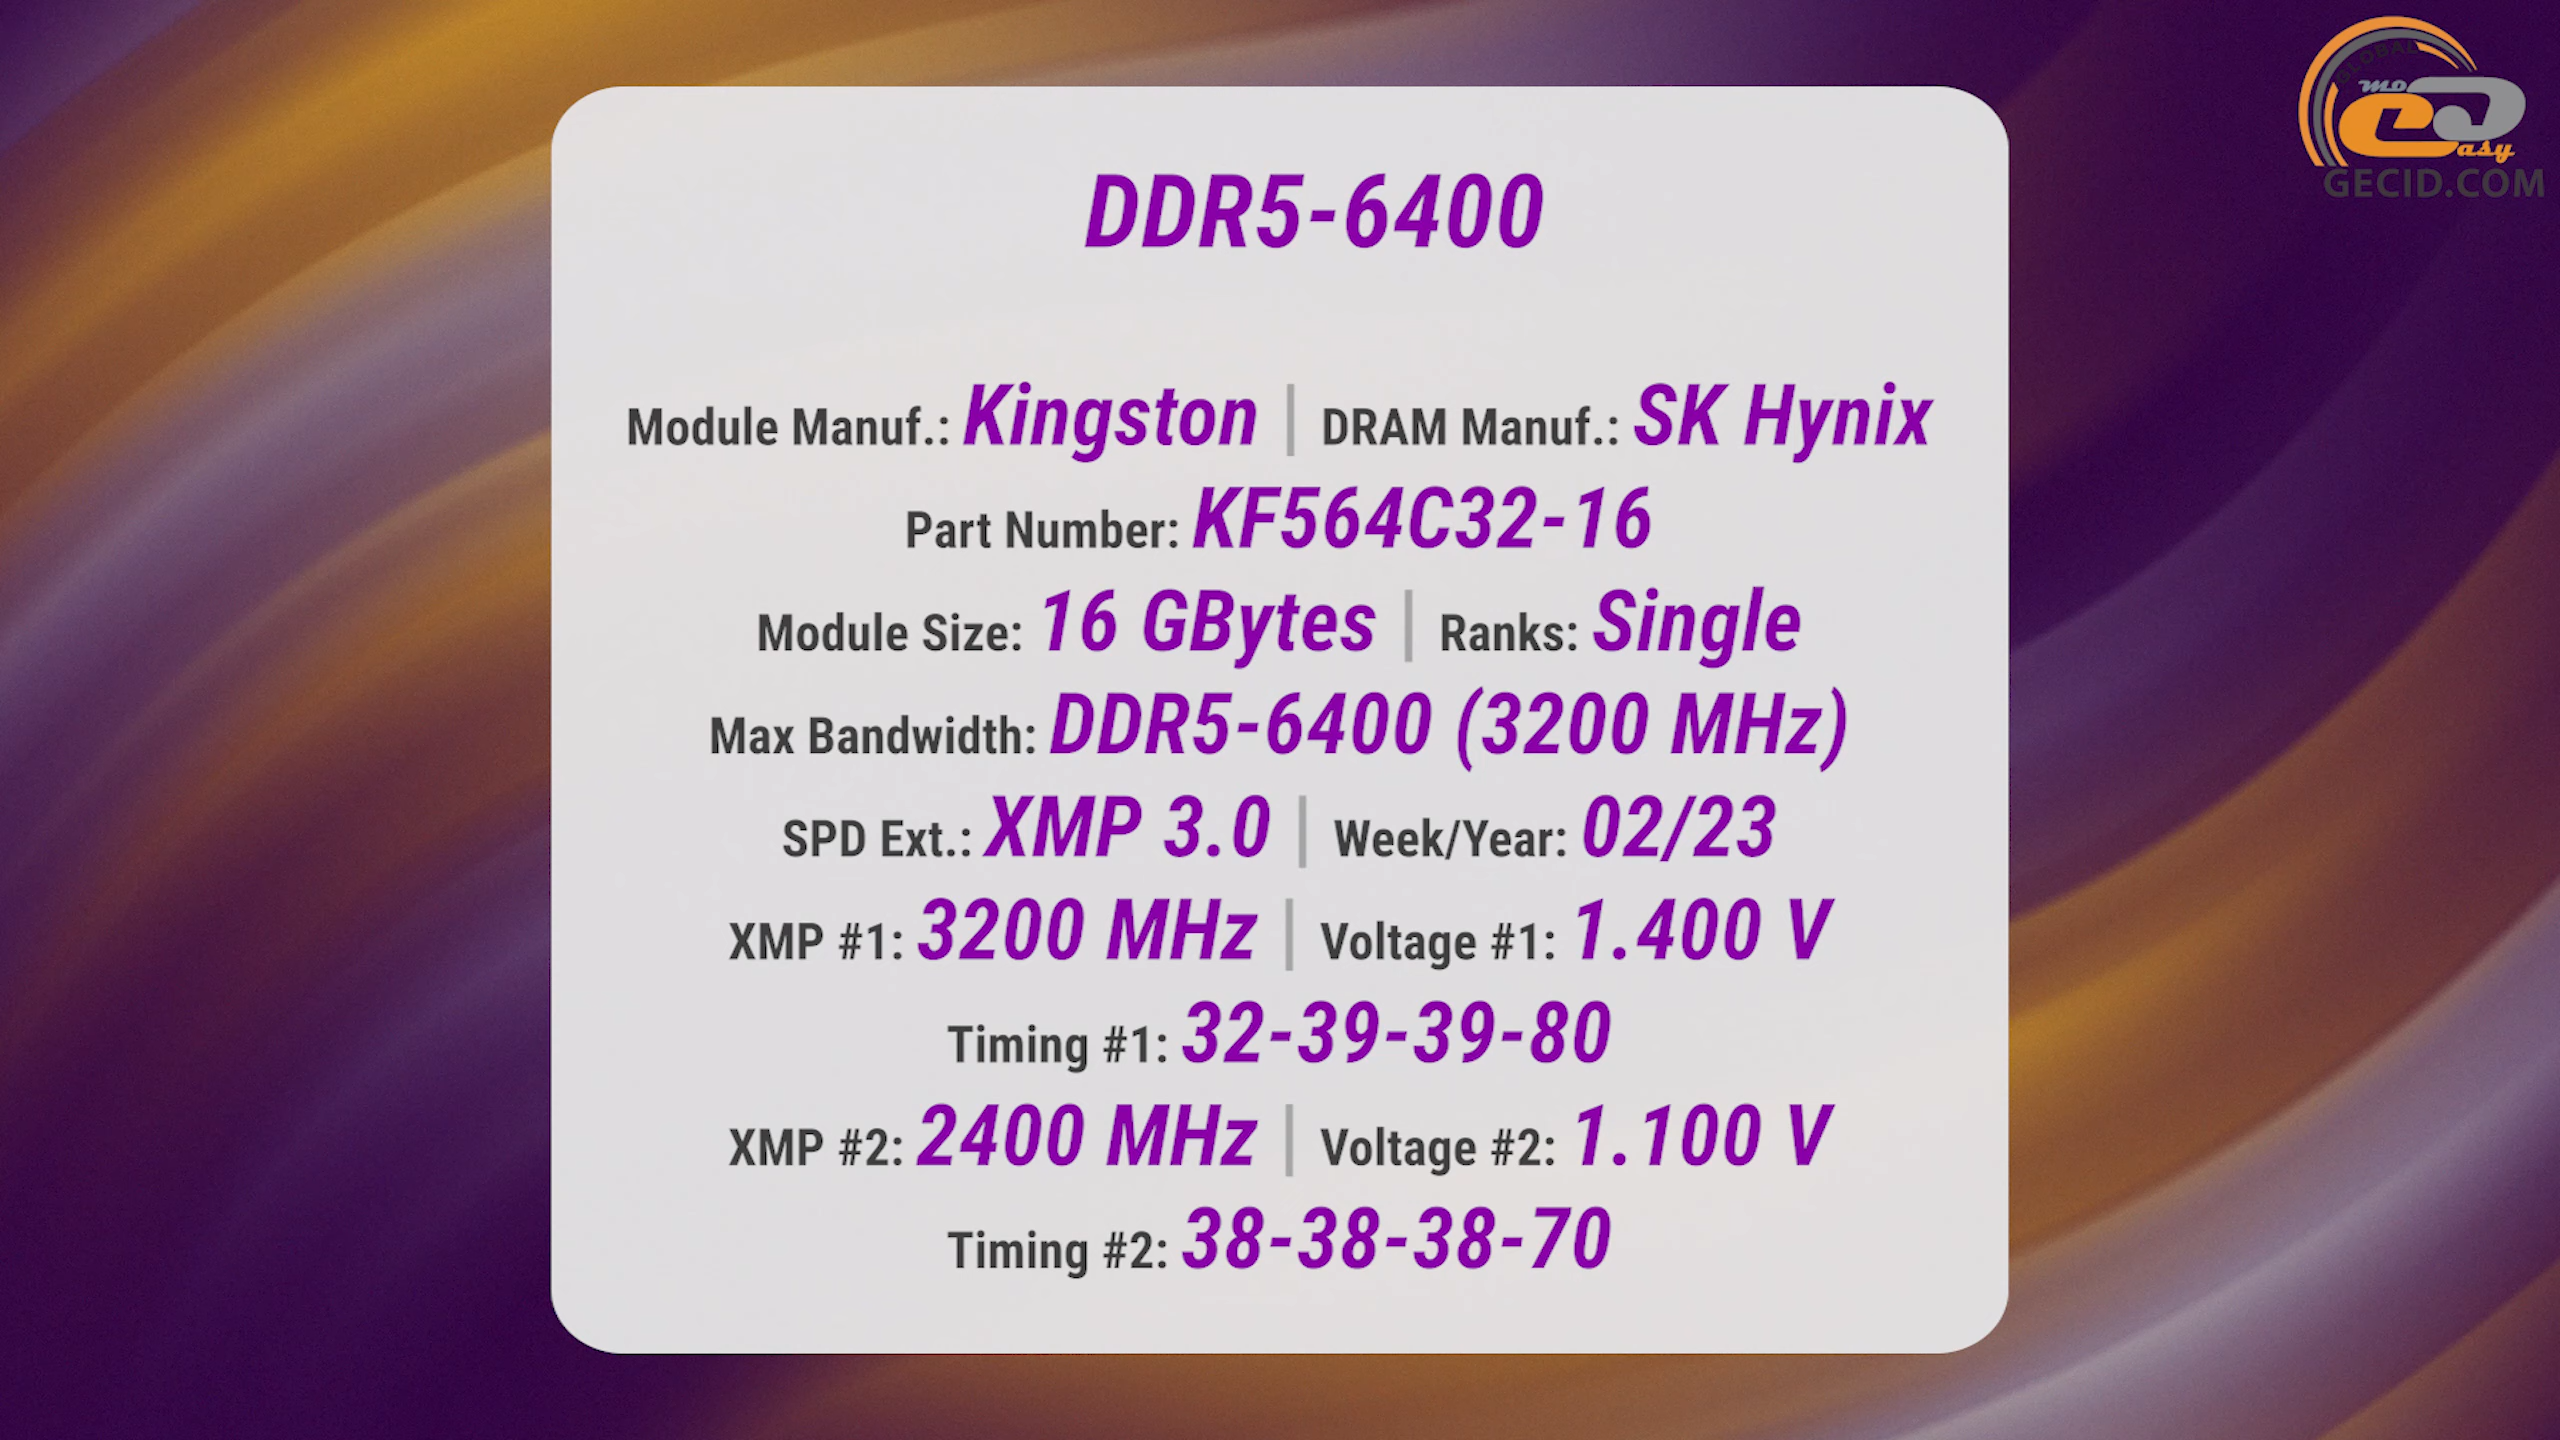 DDR5-6400
GLOBAL
mo
easy
GECID.COM
Module Manuf.: Kingston | DRAM Manuf.: SK Hynix
Part Number: KF564C32-16
Module Size: 16 GBytes | Ranks: Single
Max Bandwidth: DDR5-6400 (3200 MHz)
SPD Ext.: XMP 3.0 | Week/Year: 02/23
XMP #1: 3200 MHz | Voltage #1: 1.400 V
Timing #1: 32-39-39-80
XMP #2: 2400 MHz | Voltage #2: 1.100 V
Timing #2: 38-38-38-70